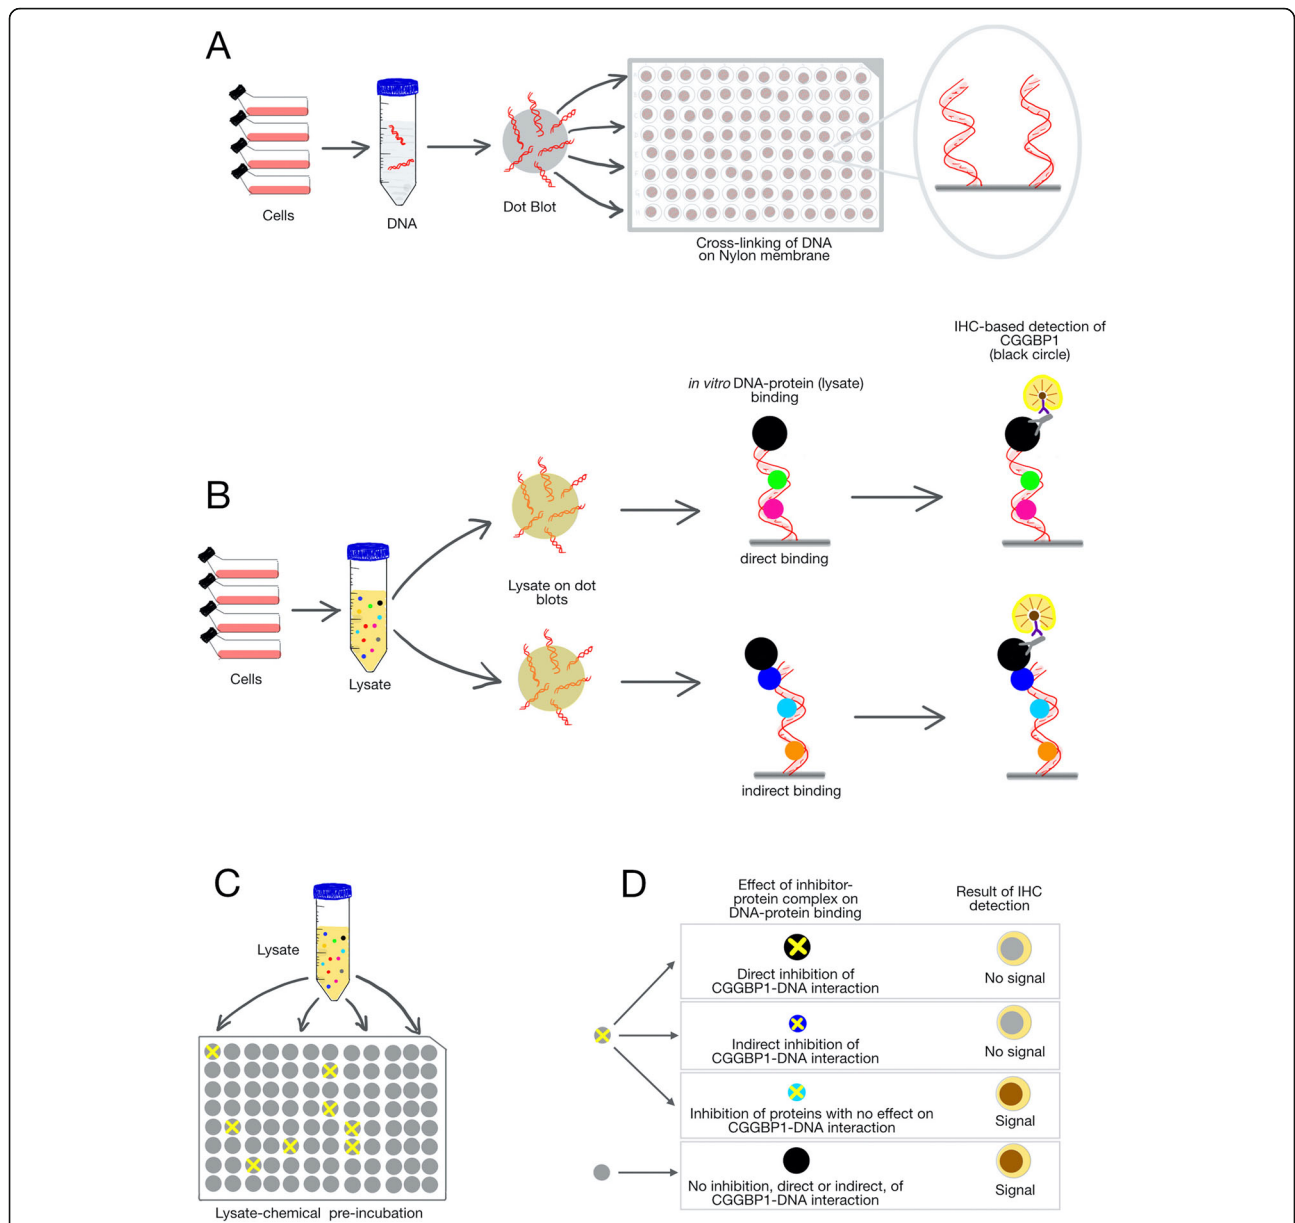 A
Cells
DNA
Dot Blot
Cross-linking of DNA
on Nylon membrane
B
Cells
Lysate
Lysate on dot
blots
in vitro DNA-protein (lysate)
binding
direct binding
indirect binding
IHC-based detection of
CGGBP1
(black circle)
C
Lysate
Lysate-chemical pre-incubation
D
Effect of inhibitor-
protein complex on
DNA-protein binding
Result of IHC
detection
Direct inhibition of
CGGBP1-DNA interaction
No signal
Indirect inhibition of
CGGBP1-DNA interaction
No signal
Inhibition of proteins with no effect on
CGGBP1-DNA interaction
Signal
No inhibition, direct or indirect, of
CGGBP1-DNA interaction
Signal